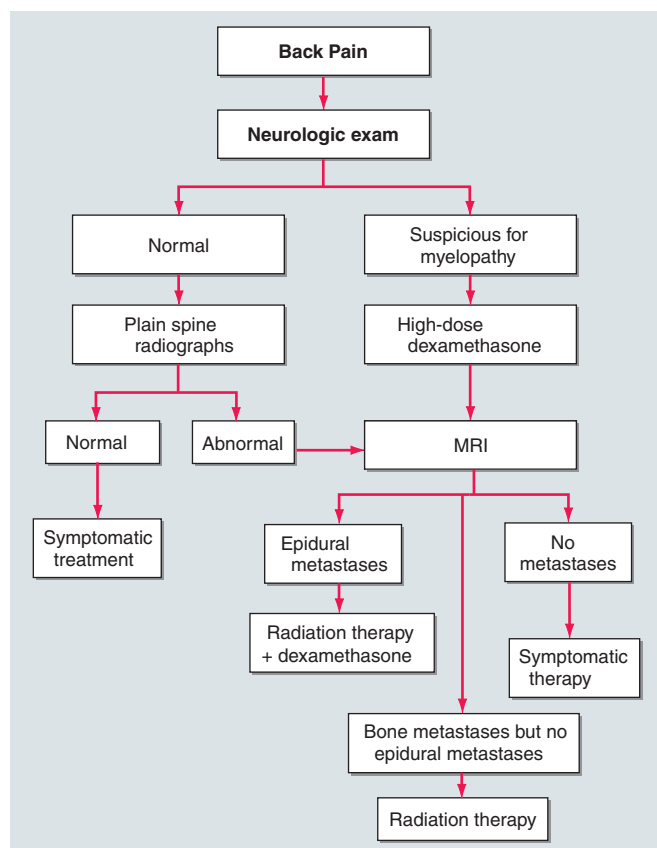 Back Pain
Neurologic exam
Normal
Suspicious for
myelopathy
Plain spine
radiographs
High-dose
dexamethasone
Normal
Abnormal
MRI
Symptomatic
treatment
Epidural
metastases
No
metastases
Radiation therapy
+ dexamethasone
Symptomatic
therapy
Bone metastases but no
epidural metastases
Radiation therapy